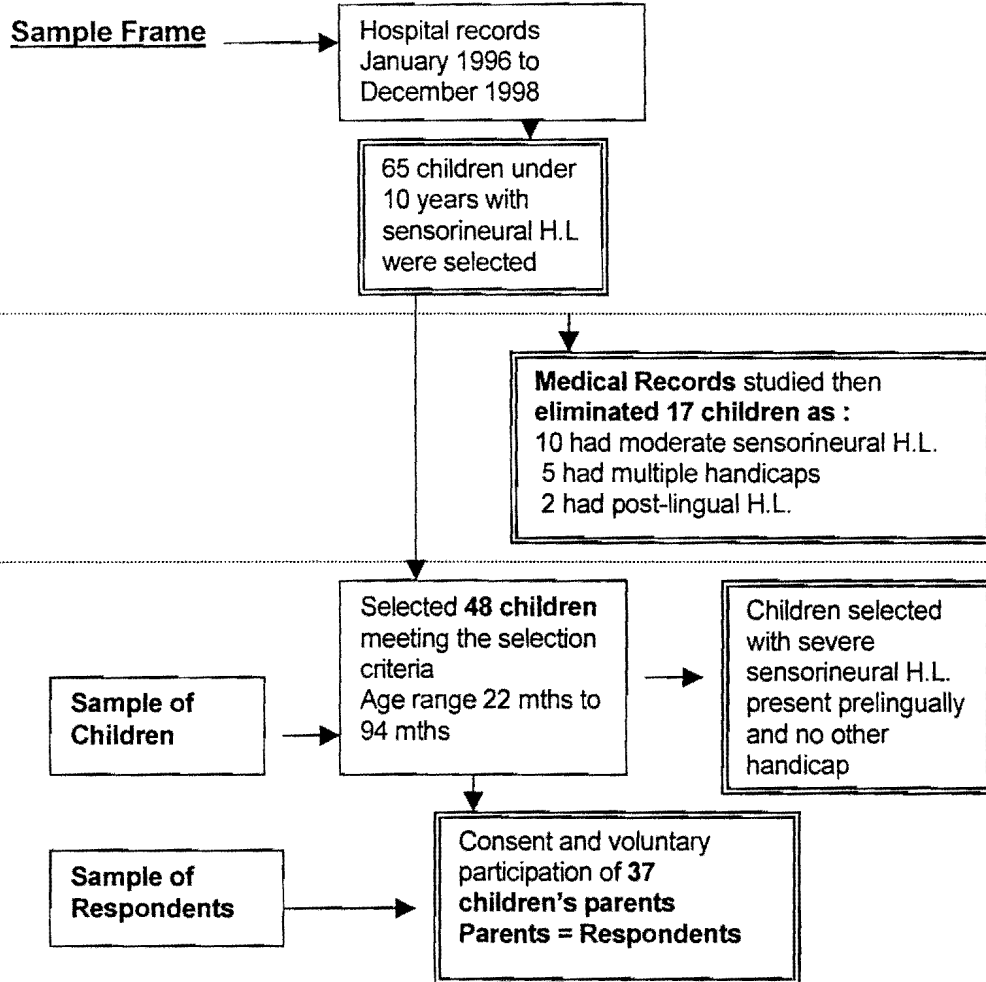 Sample Frame
Hospital records
January 1996 to
December 1998
65 children under
10 years with
sensorineural H.L
were selected
Medical Records studied then
eliminated 17 children as :
10 had moderate sensorineural H.L.
5 had multiple handicaps
2 had post-lingual H.L.
Selected 48 children
meeting the selection
criteria
Age range 22 mths to
94 mths
Children selected
with severe
sensorineural H.L.
present prelingually
and no other
handicap
Sample of
Children
Consent and voluntary
participation of 37
children's parents
Parents = Respondents
Sample of
Respondents